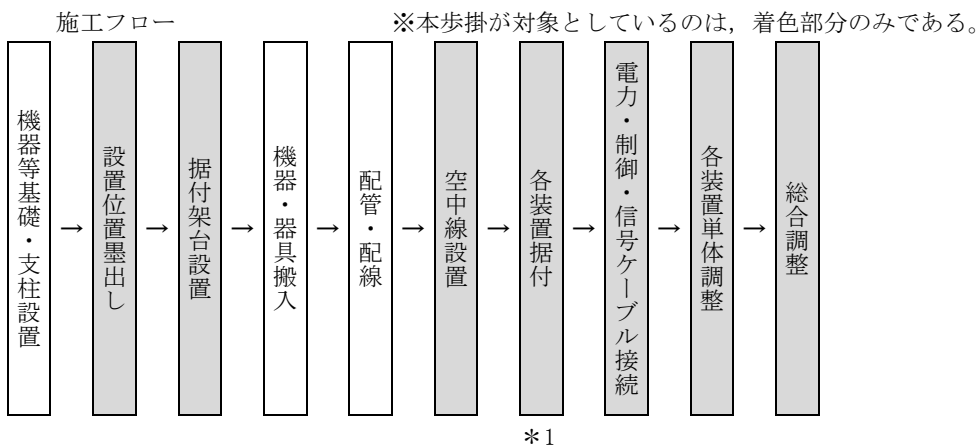 施工フロー
※本歩掛が対象としているのは，着色部分のみである。
機器等基礎・支柱設置
→
設置位置墨出し
→
据付架台設置
→
機器・器具搬入
→
配管・配線
→
空中線設置
→
各装置据付
→
電力・制御・信号ケーブル接続
→
各装置単体調整
→
総合調整
＊1